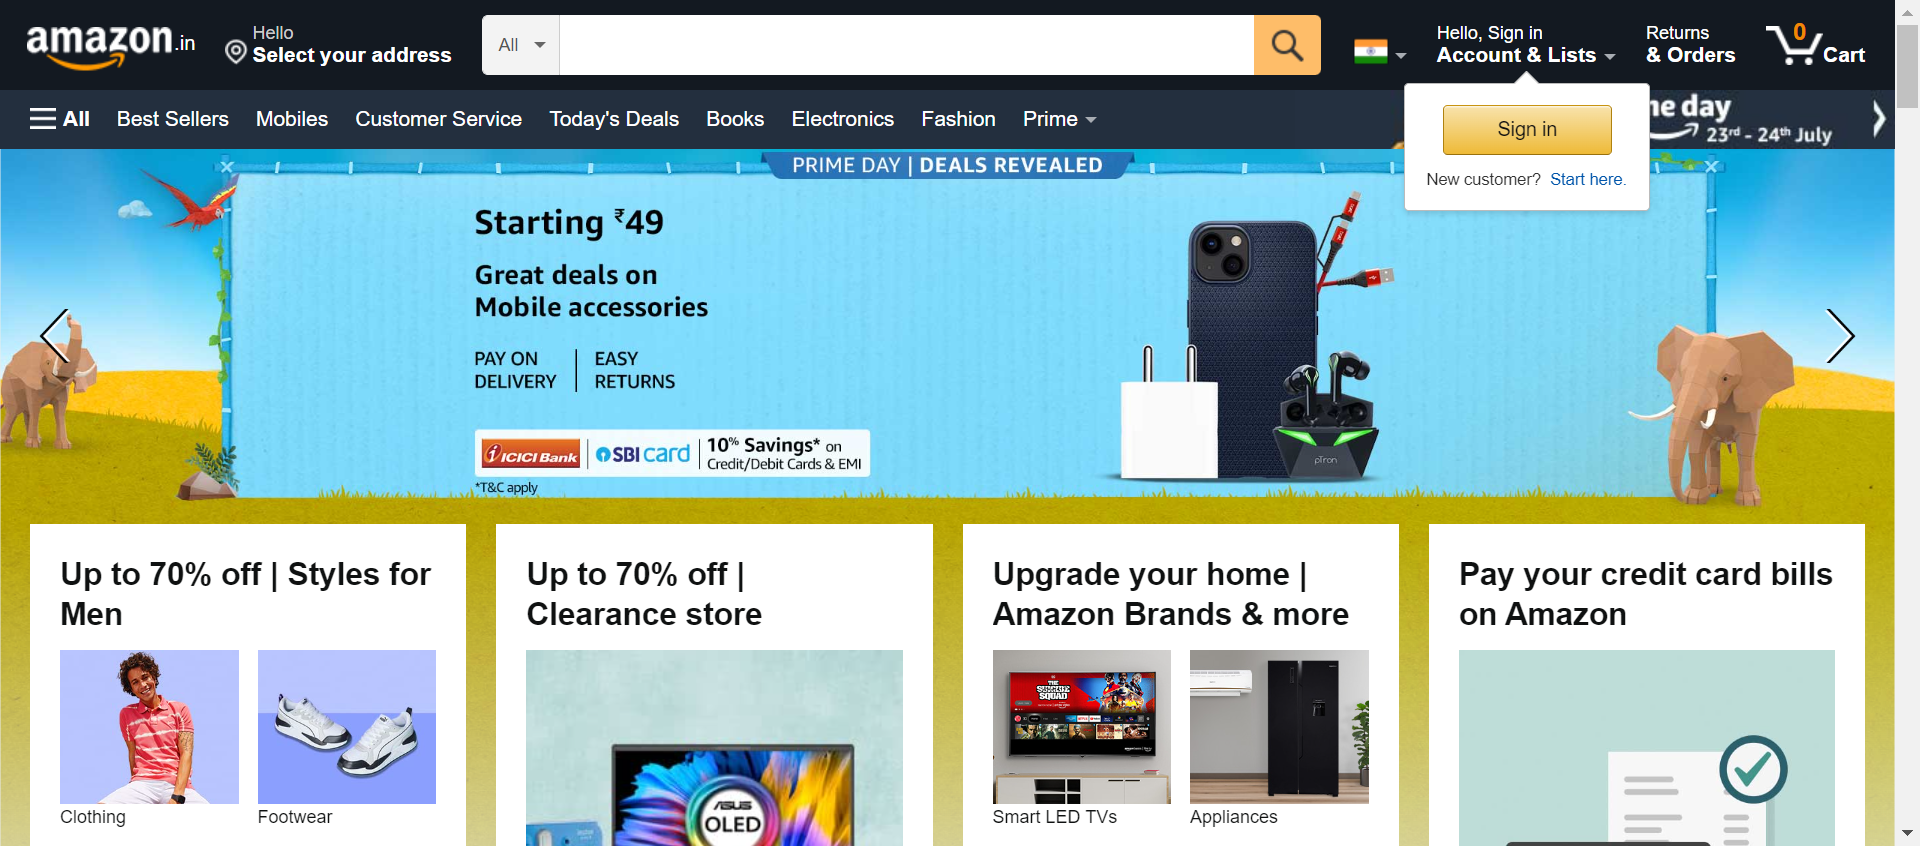 amazon.in
Hello
Select your address
All
Hello, Sign in
Account & Lists
Returns
& Orders
0
Cart
All
Best Sellers
Mobiles
Customer Service
Today's Deals
Books
Electronics
Fashion
Prime
ne day
23rd - 24th July
Sign in
New customer? Start here.
PRIME DAY | DEALS REVEALED
Starting ₹49
Great deals on
Mobile accessories
PAY ON
DELIVERY
EASY
RETURNS
ICICI Bank
SBI card
10% Savings* on
Credit/Debit Cards & EMI
*T&C apply
pTron
Up to 70% off | Styles for
Men
Clothing
Footwear
Up to 70% off |
Clearance store
ASUS
OLED
Upgrade your home |
Amazon Brands & more
THE
SUICIDE
SQUAD
Smart LED TVs
Appliances
Pay your credit card bills
on Amazon